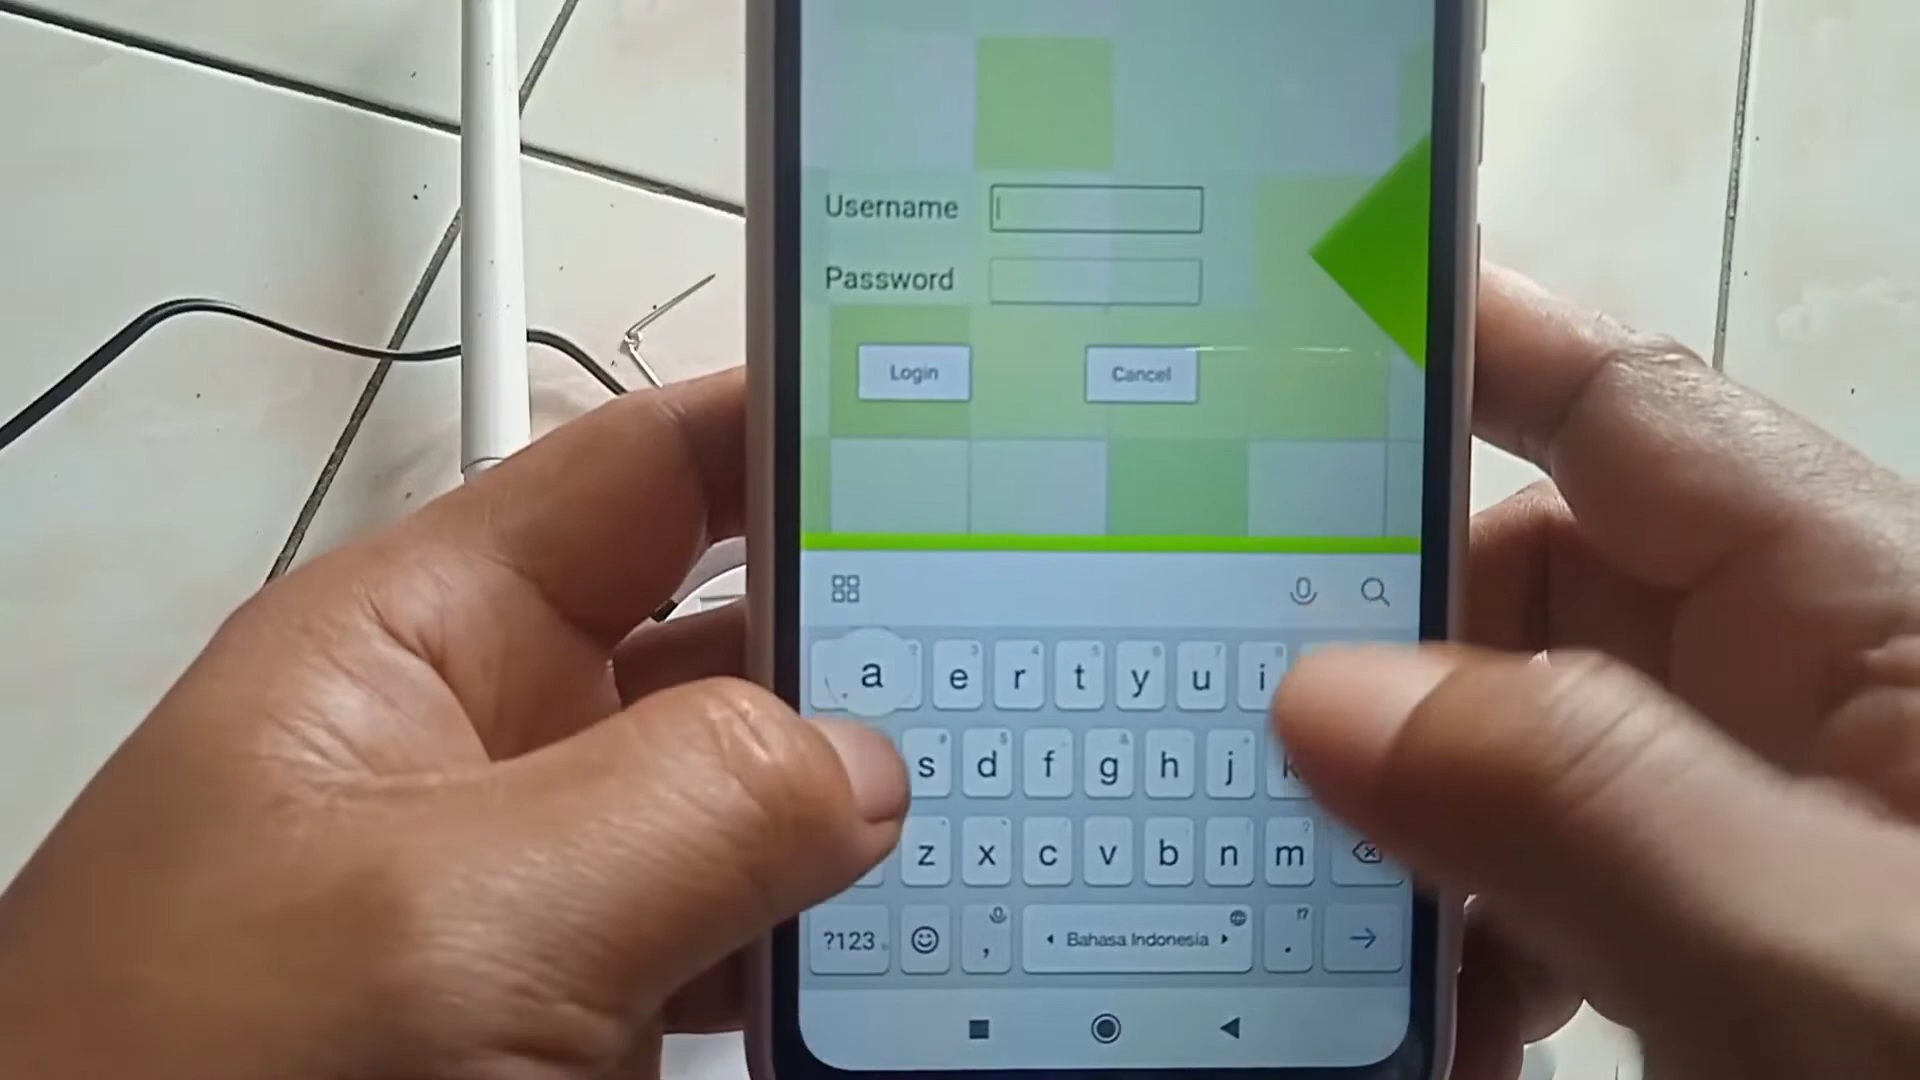 Username
Password
Login Cancel
a e r t y u i
s d f g h j k
z x c v b n m
?123 , Bahasa Indonesia .